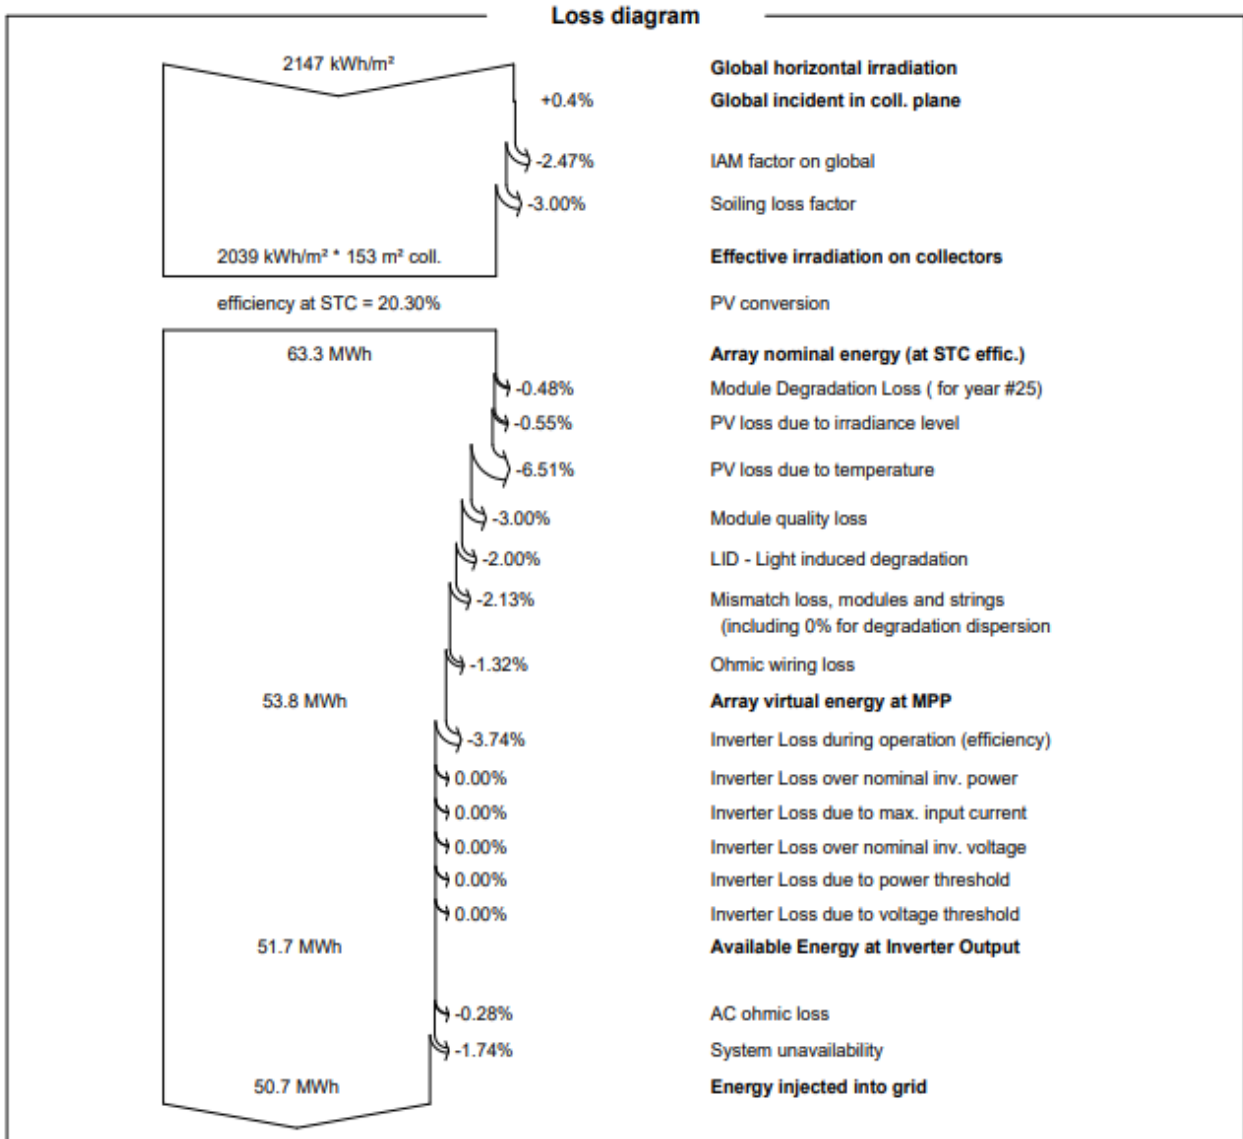 Loss diagram
2147 kWh/m² Global horizontal irradiation
+0.4% Global incident in coll. plane
-2.47% IAM factor on global
-3.00% Soiling loss factor
2039 kWh/m² * 153 m² coll. Effective irradiation on collectors
efficiency at STC = 20.30% PV conversion
63.3 MWh Array nominal energy (at STC effic.)
-0.48% Module Degradation Loss ( for year #25)
-0.55% PV loss due to irradiance level
-6.51% PV loss due to temperature
-3.00% Module quality loss
-2.00% LID - Light induced degradation
-2.13% Mismatch loss, modules and strings
(including 0% for degradation dispersion
-1.32% Ohmic wiring loss
53.8 MWh Array virtual energy at MPP
-3.74% Inverter Loss during operation (efficiency)
0.00% Inverter Loss over nominal inv. power
0.00% Inverter Loss due to max. input current
0.00% Inverter Loss over nominal inv. voltage
0.00% Inverter Loss due to power threshold
0.00% Inverter Loss due to voltage threshold
51.7 MWh Available Energy at Inverter Output
-0.28% AC ohmic loss
-1.74% System unavailability
50.7 MWh Energy injected into grid